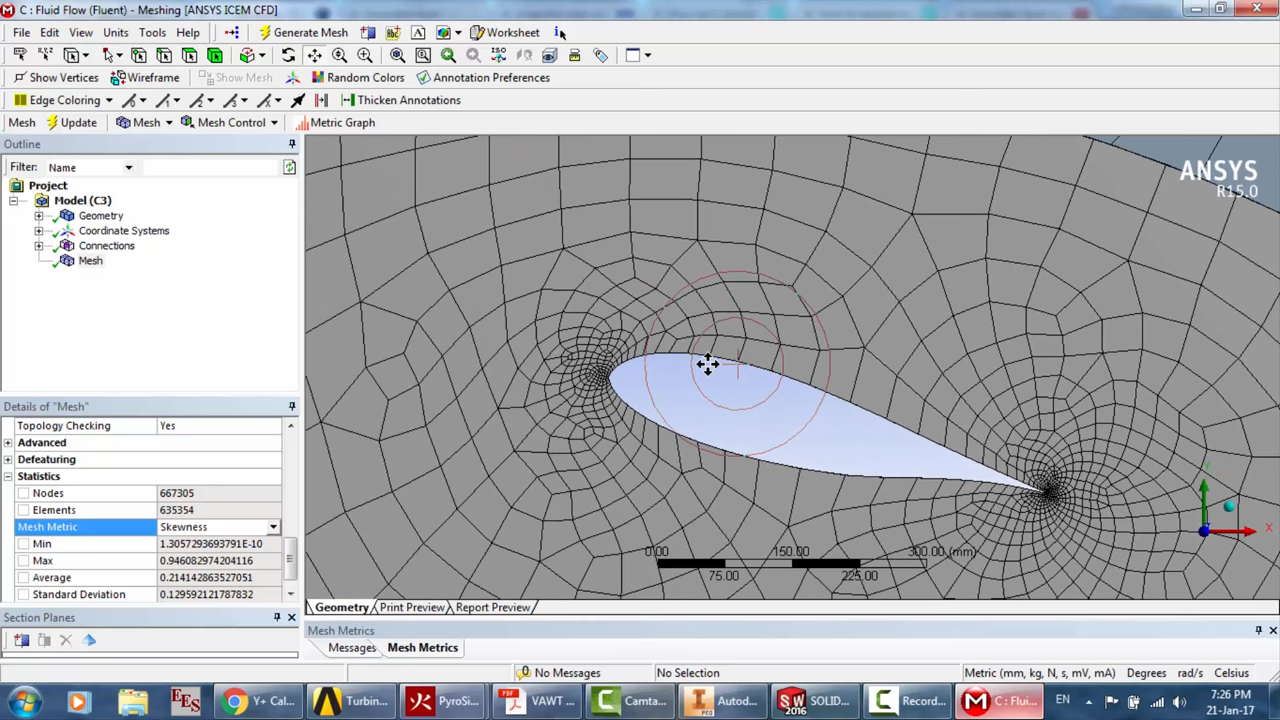 C : Fluid Flow (Fluent) - Meshing [ANSYS ICEM CFD]
File Edit View Units Tools Help Generate Mesh Worksheet
Show Vertices Wireframe Show Mesh Random Colors Annotation Preferences
Edge Coloring Thicken Annotations
Mesh Update Mesh Mesh Control Metric Graph
Outline
Filter: Name
Project
Model (C3)
Geometry
Coordinate Systems
Connections
Mesh
Details of "Mesh"
Topology Checking Yes
Advanced
Defeaturing
Statistics
Nodes 667305
Elements 635354
Mesh Metric Skewness
Min 1.3057293693791E-10
Max 0.946082974204116
Average 0.214142863527051
Standard Deviation 0.129592121787832
Section Planes
ANSYS
R15.0
Y
X
0.00 150.00 300.00 (mm)
75.00 225.00
Geometry Print Preview Report Preview
Mesh Metrics
Messages Mesh Metrics
No Messages No Selection Metric (mm, kg, N, s, mV, mA) Degrees rad/s Celsius
EES Y+ Cal... Turbin... PyroSi... VAWT ... Camta... Autod... SOLID... Record... C : Flui... EN 7:26 PM
21-Jan-17